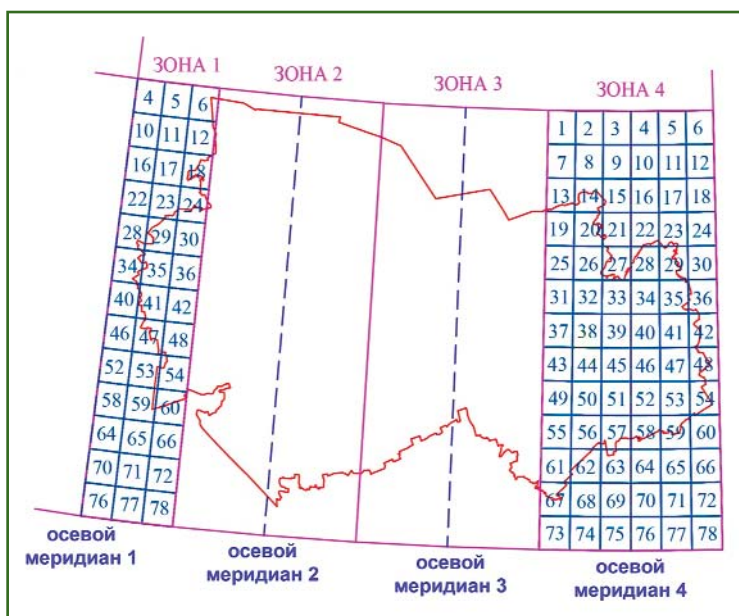 ЗОНА 1
ЗОНА 2
ЗОНА 3
ЗОНА 4
4 5 6
10 11 12
16 17 18
22 23 24
28 29 30
34 35 36
40 41 42
46 47 48
52 53 54
58 59 60
64 65 66
70 71 72
76 77 78
1 2 3 4 5 6
7 8 9 10 11 12
13 14 15 16 17 18
19 20 21 22 23 24
25 26 27 28 29 30
31 32 33 34 35 36
37 38 39 40 41 42
43 44 45 46 47 48
49 50 51 52 53 54
55 56 57 58 59 60
61 62 63 64 65 66
67 68 69 70 71 72
73 74 75 76 77 78
осевой
меридиан 1
осевой
меридиан 2
осевой
меридиан 3
осевой
меридиан 4